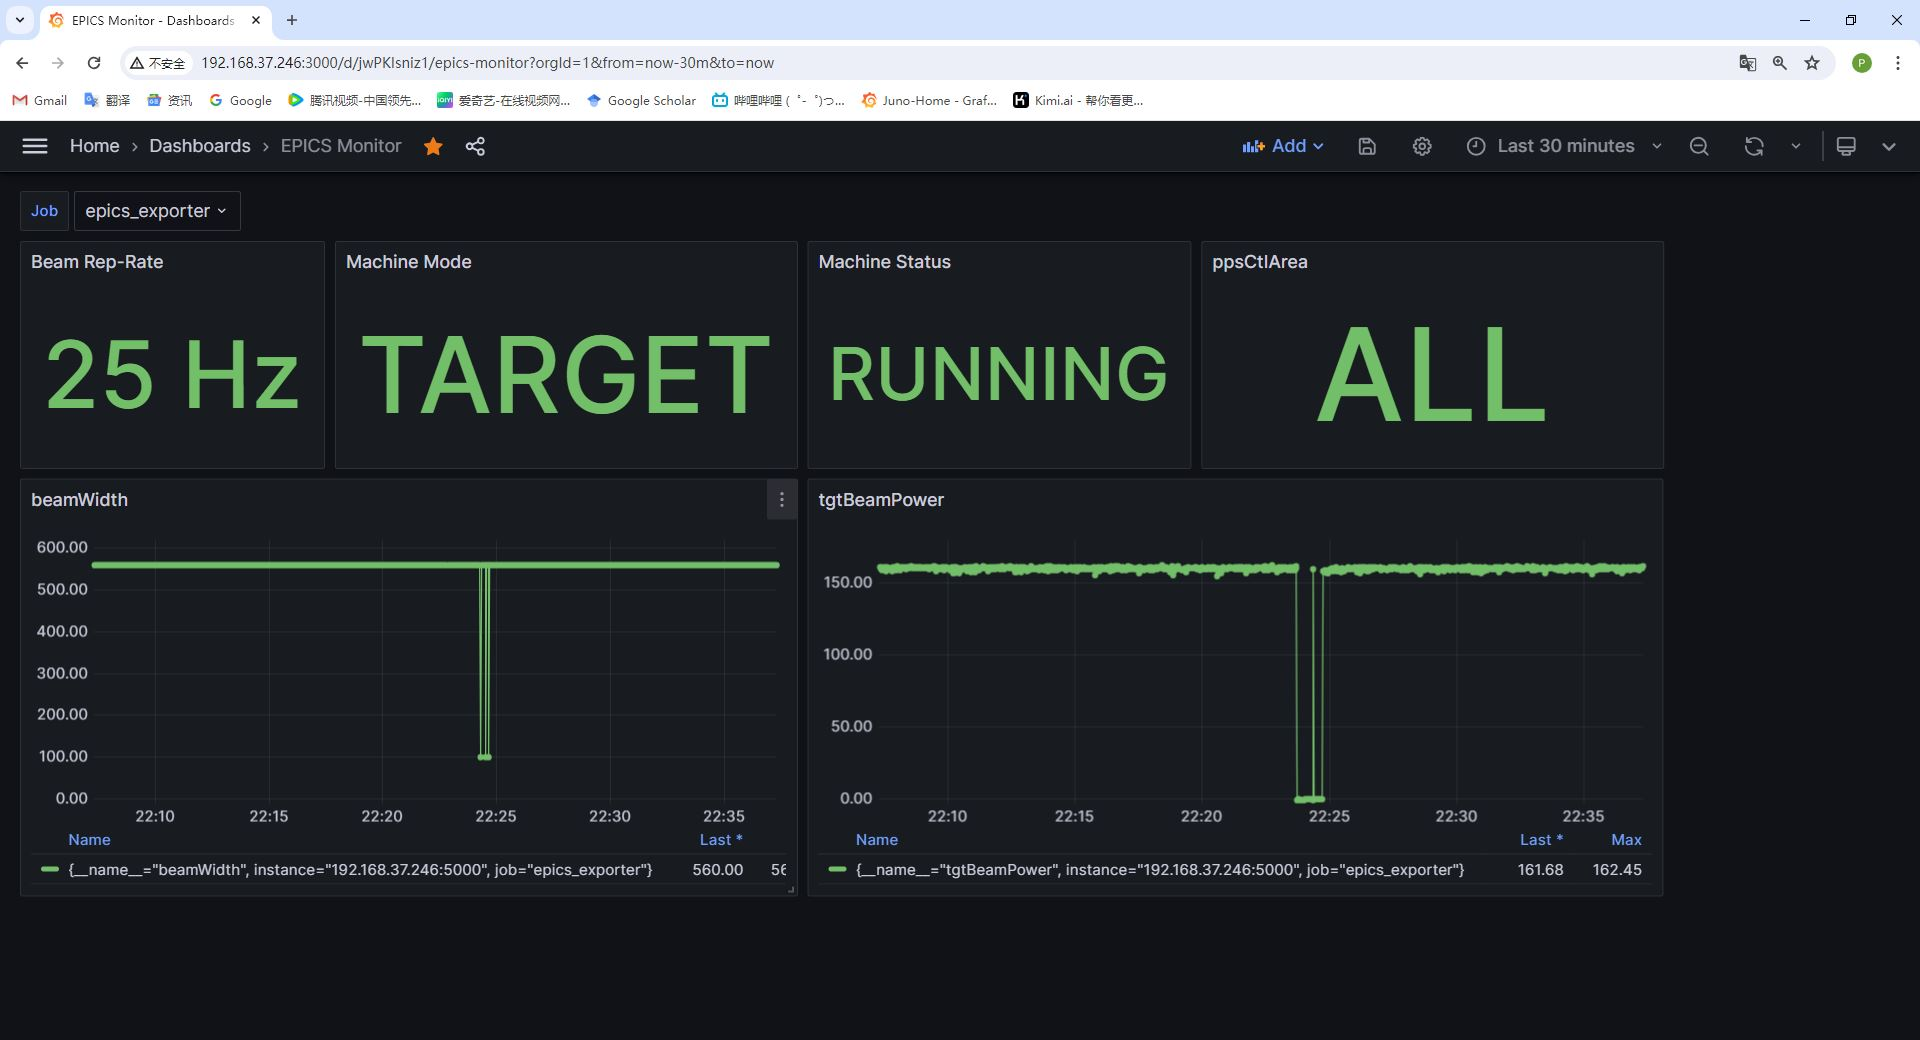 EPICS Monitor - Dashboards
不安全 192.168.37.246:3000/d/jwPKIsniz1/epics-monitor?orgId=1&from=now-30m&to=now P
Gmail 翻译 资讯 Google 腾讯视频-中国领先... 爱奇艺-在线视频网... Google Scholar 哔哩哔哩 (゜-゜)つ... Juno-Home - Graf... Kimi.ai - 帮你看更...
Home › Dashboards › EPICS Monitor Add Last 30 minutes
Job epics_exporter
Beam Rep-Rate
25 Hz
Machine Mode
TARGET
Machine Status
RUNNING
ppsCtlArea
ALL
beamWidth
600.00
500.00
400.00
300.00
200.00
100.00
0.00
22:10 22:15 22:20 22:25 22:30 22:35
Name Last *
{__name__="beamWidth", instance="192.168.37.246:5000", job="epics_exporter"} 560.00 56
tgtBeamPower
150.00
100.00
50.00
0.00
22:10 22:15 22:20 22:25 22:30 22:35
Name Last * Max
{__name__="tgtBeamPower", instance="192.168.37.246:5000", job="epics_exporter"} 161.68 162.45